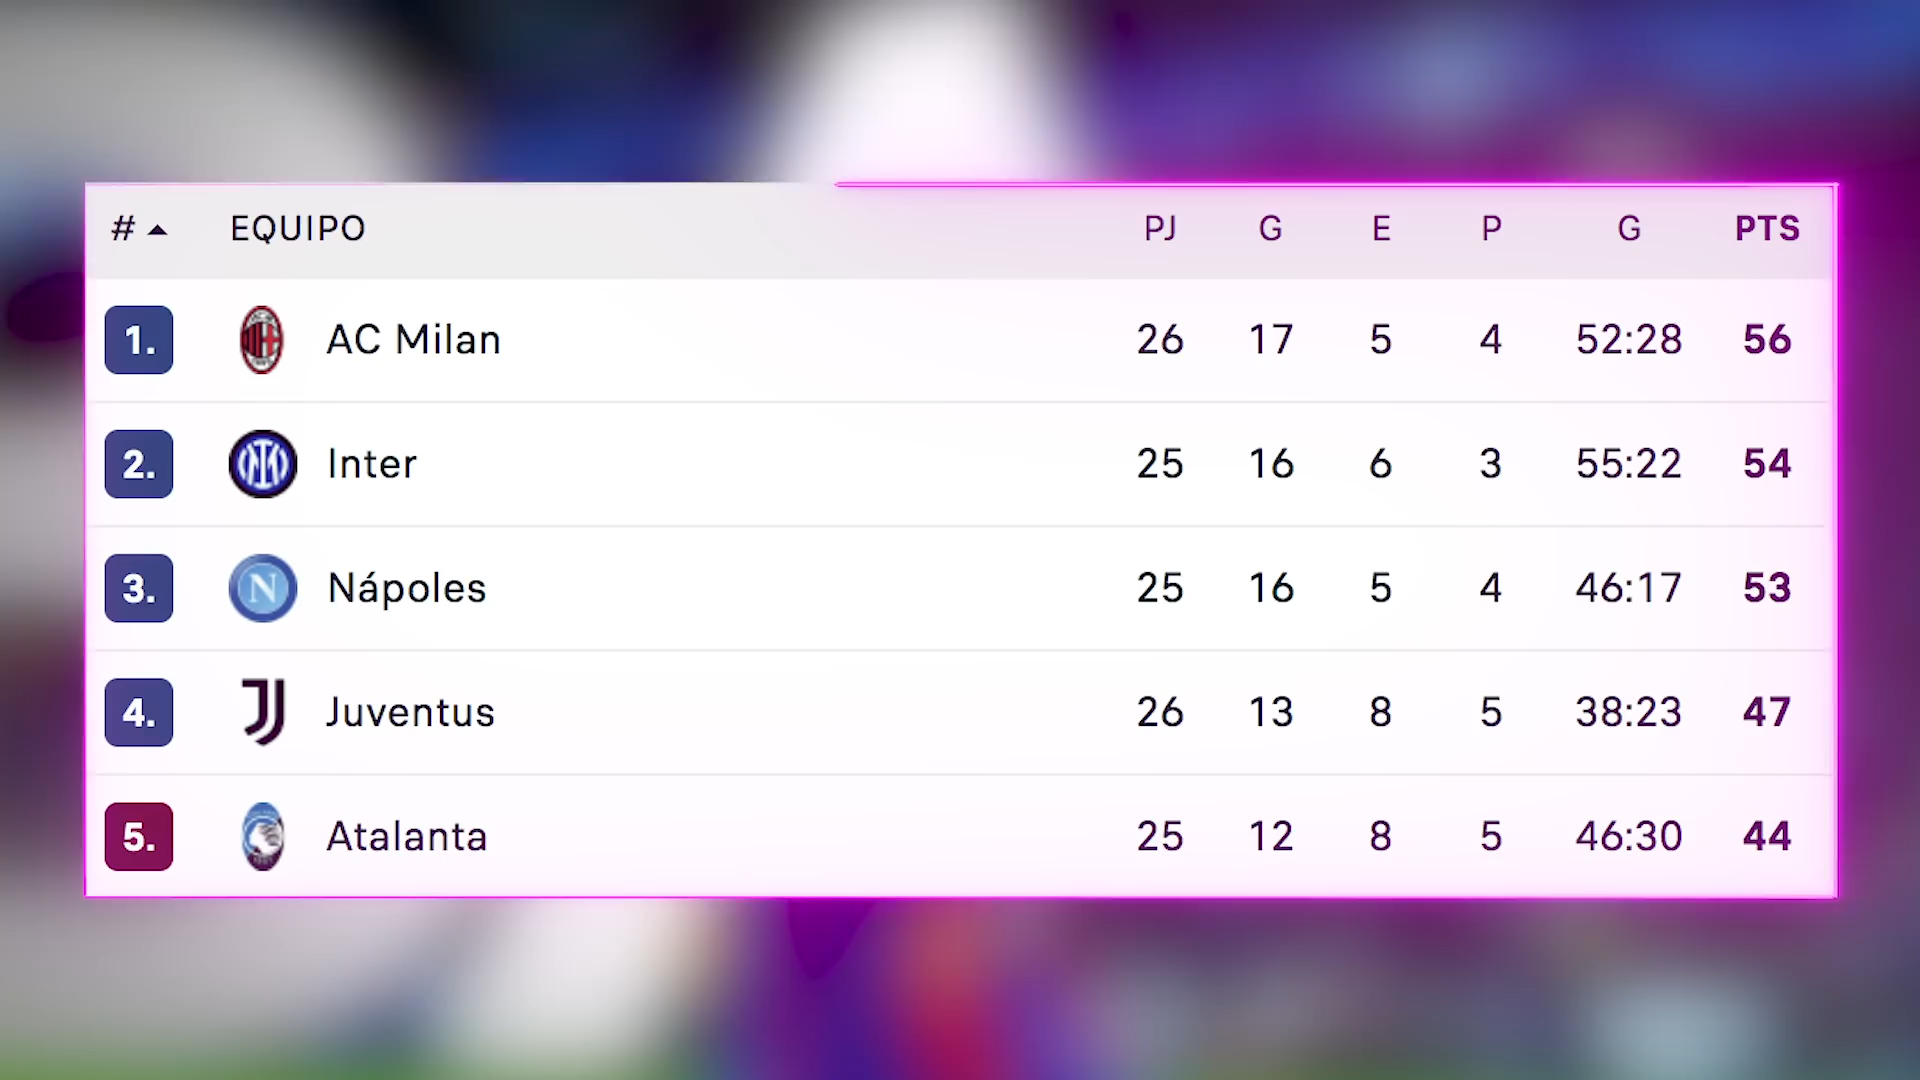 # EQUIPO PJ G E P G PTS
1. AC Milan 26 17 5 4 52:28 56
2. Inter 25 16 6 3 55:22 54
3. N Nápoles 25 16 5 4 46:17 53
4. Juventus 26 13 8 5 38:23 47
5. Atalanta 25 12 8 5 46:30 44